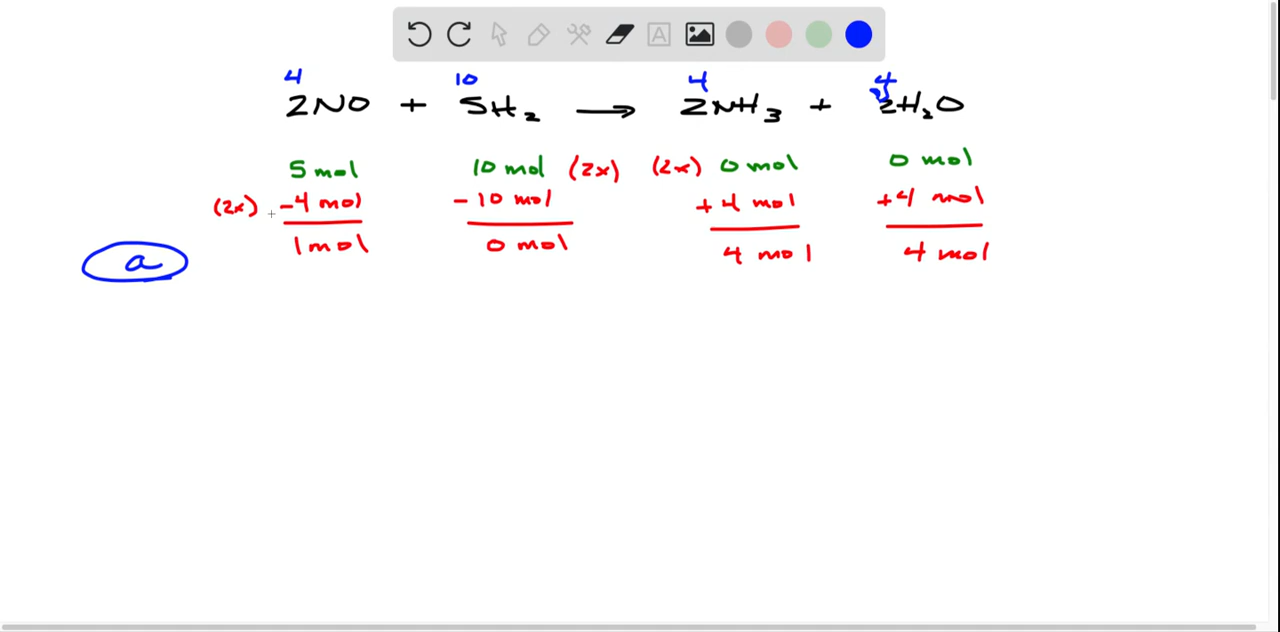 4 10 4 4
2NO + 5H2 → 2NH3 + 2H2O
5 mol 10 mol (2x) (2x) 0 mol 0 mol
(2x) -4 mol -10 mol +4 mol +4 mol
1 mol 0 mol 4 mol 4 mol
a